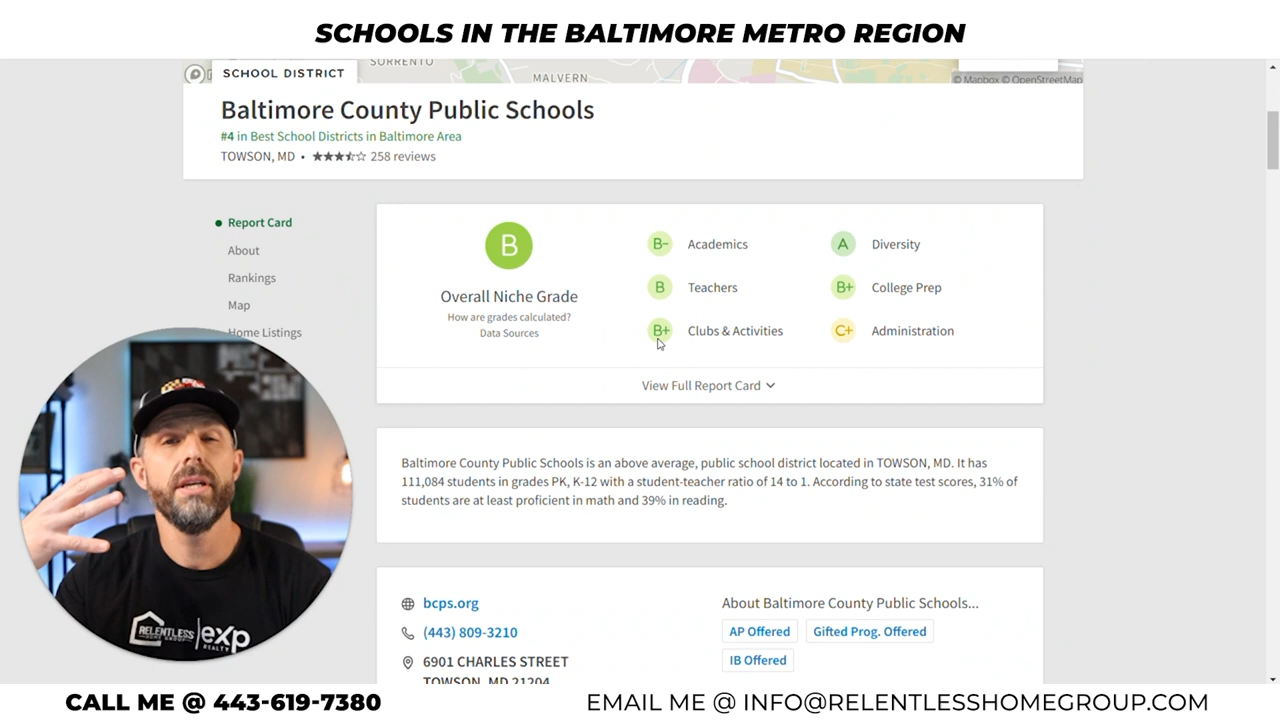 SCHOOLS IN THE BALTIMORE METRO REGION
SORRENTO
MALVERN
© Mapbox © OpenStreetMap
SCHOOL DISTRICT
Baltimore County Public Schools
#4 in Best School Districts in Baltimore Area
TOWSON, MD • ★★★ 258 reviews
Report Card
About
Rankings
Map
Home Listings
B
Overall Niche Grade
How are grades calculated?
Data Sources
B- Academics
A Diversity
B Teachers
B+ College Prep
B+ Clubs & Activities
C+ Administration
View Full Report Card
Baltimore County Public Schools is an above average, public school district located in TOWSON, MD. It has
111,084 students in grades PK, K-12 with a student-teacher ratio of 14 to 1. According to state test scores, 31% of
students are at least proficient in math and 39% in reading.
bcps.org
(443) 809-3210
6901 CHARLES STREET
TOWSON, MD 21204
About Baltimore County Public Schools...
AP Offered
Gifted Prog. Offered
IB Offered
RELENTLESS
HOME GROUP
exp
REALTY
CALL ME @ 443-619-7380
EMAIL ME @ INFO@RELENTLESSHOMEGROUP.COM